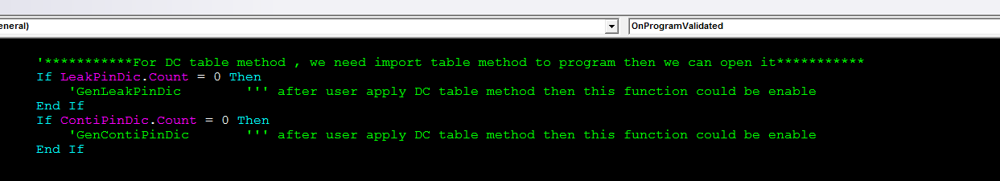 eneral)
OnProgramValidated
'***********For DC table method , we need import table method to program then we can open it***********
If LeakPinDic.Count = 0 Then
'GenLeakPinDic ''' after user apply DC table method then this function could be enable
End If
If ContiPinDic.Count = 0 Then
'GenContiPinDic ''' after user apply DC table method then this function could be enable
End If